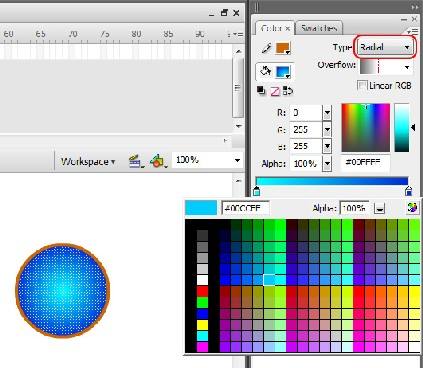 Color × Swatches
60 65 70 75 80 85 90
Type: Radial
Overflow:
Linear RGB
R: 0
G: 255
B: 255
Alpha: 100% #00FFFF
Workspace 100%
#00CCFF Alpha: 100%